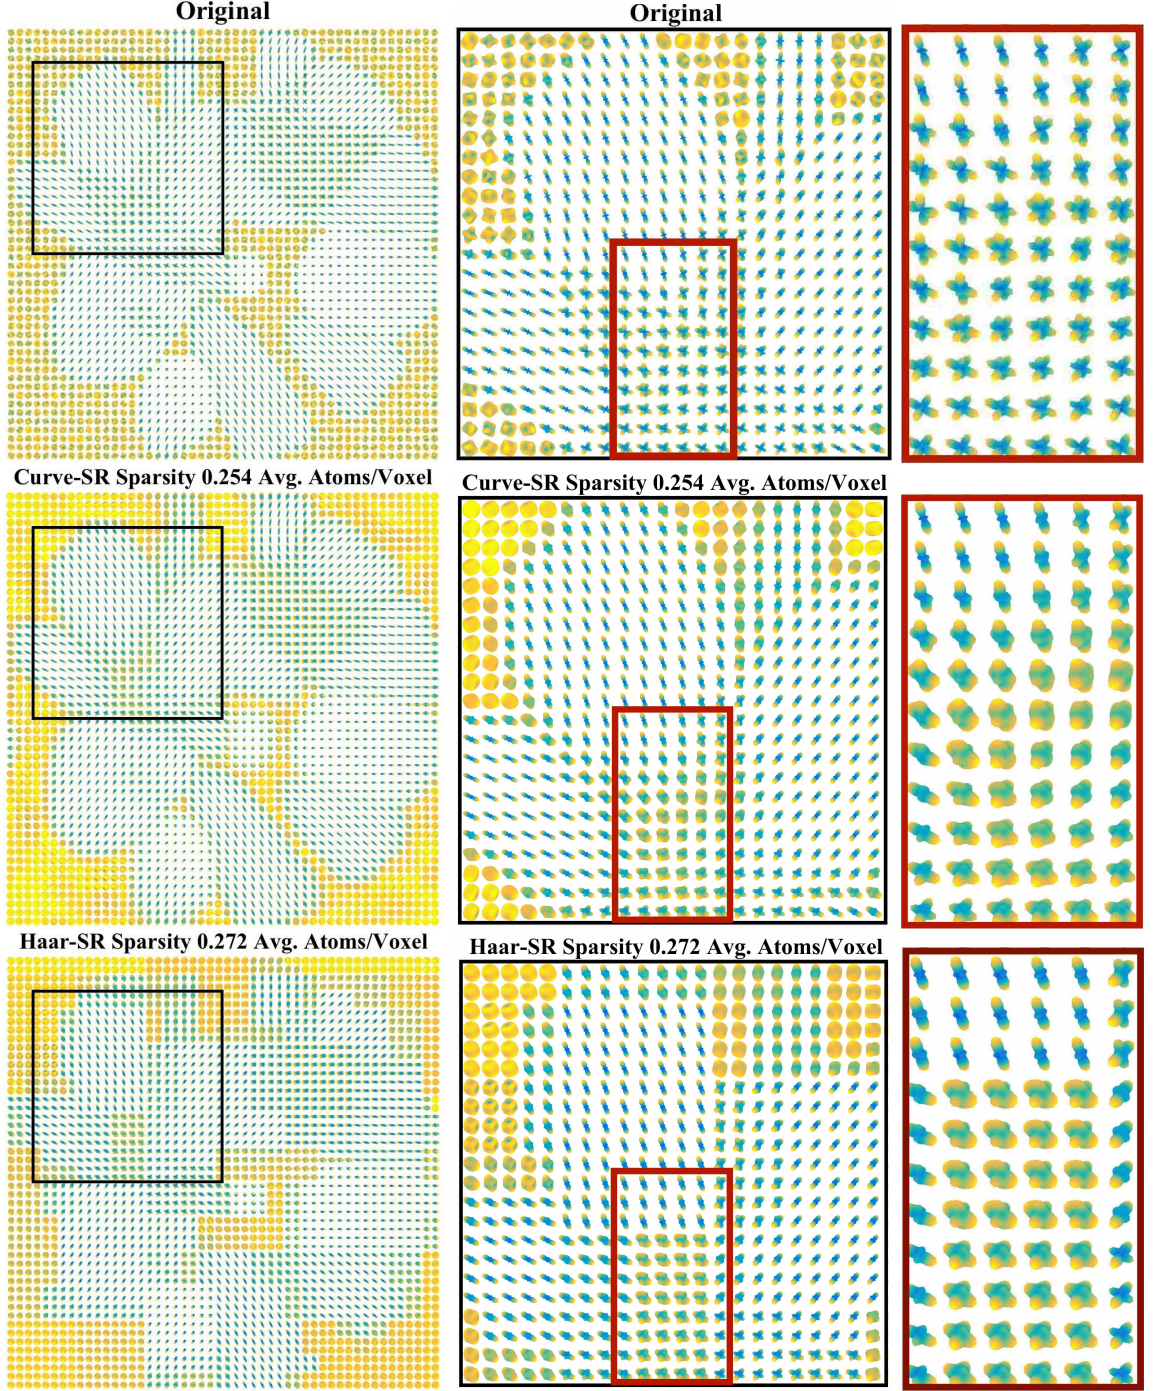 Original
Original
Curve-SR Sparsity 0.254 Avg. Atoms/Voxel
Curve-SR Sparsity 0.254 Avg. Atoms/Voxel
Haar-SR Sparsity 0.272 Avg. Atoms/Voxel
Haar-SR Sparsity 0.272 Avg. Atoms/Voxel